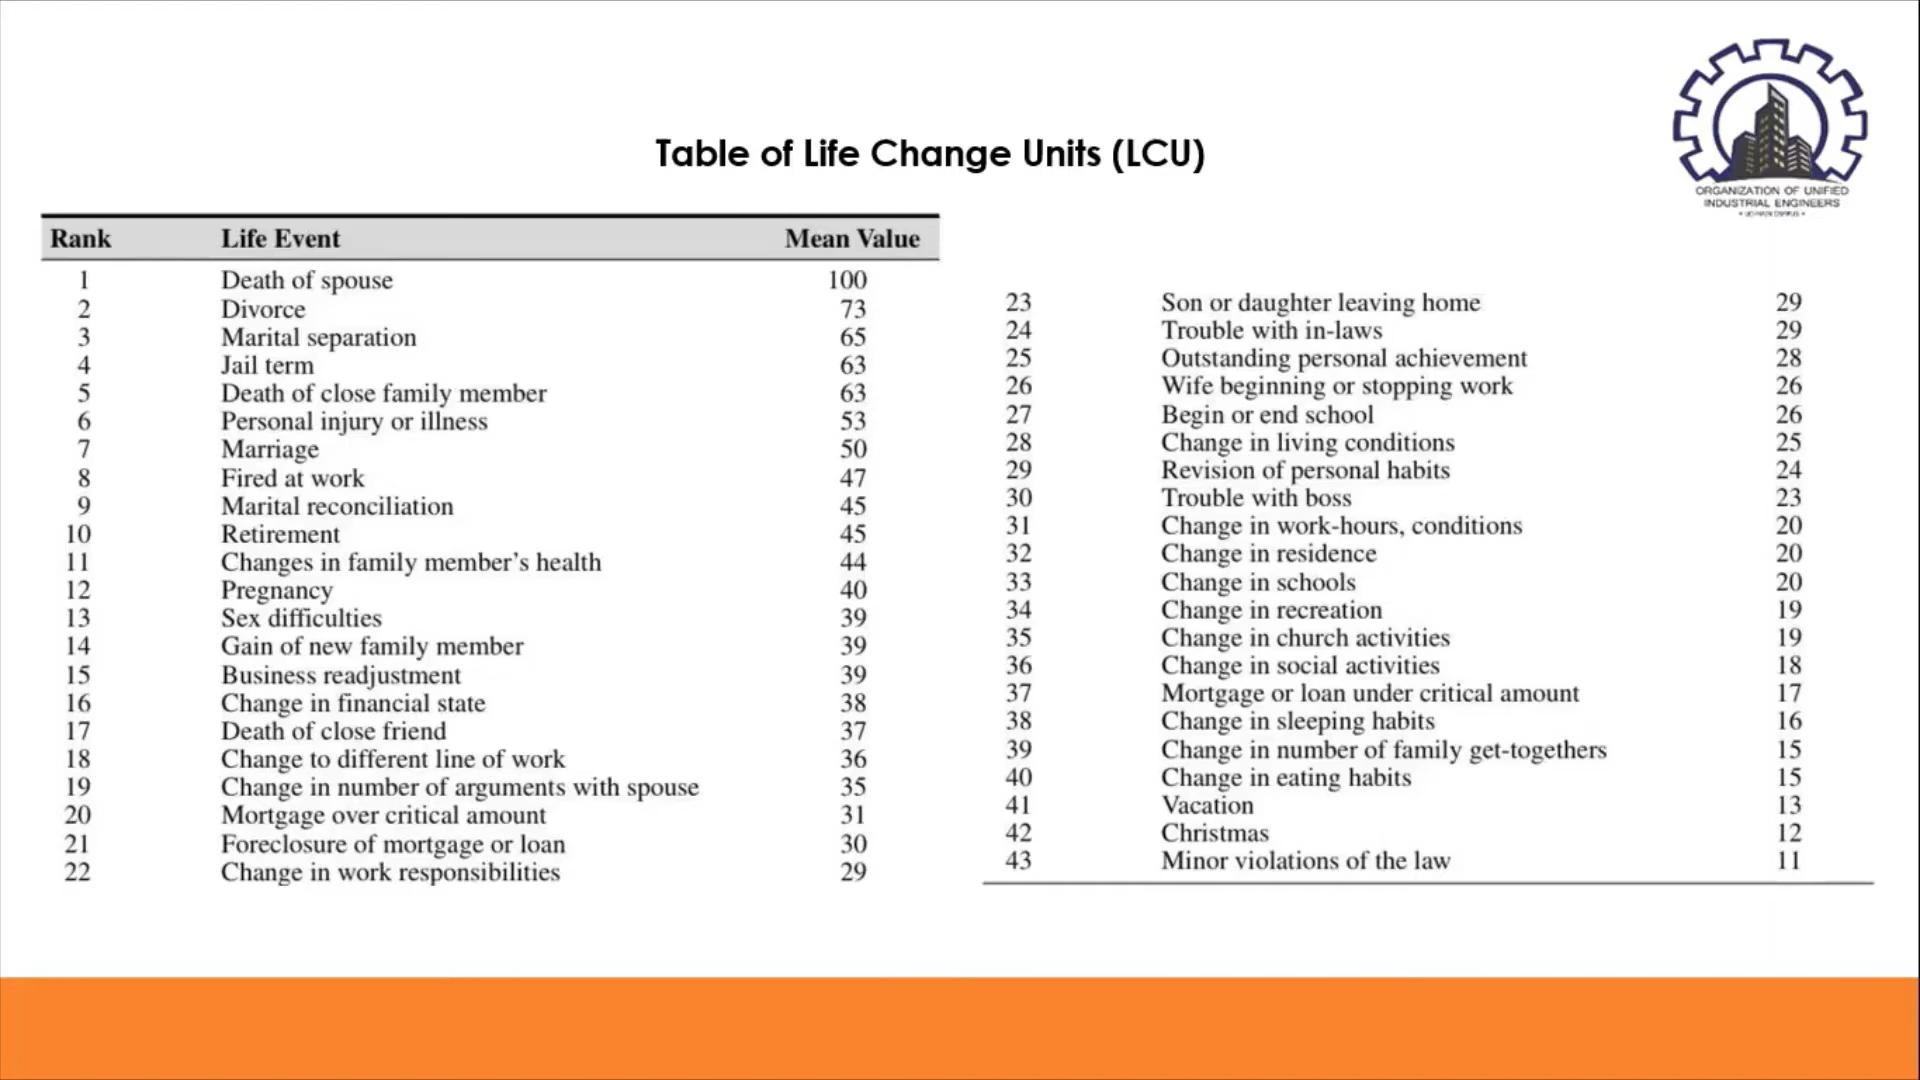 Table of Life Change Units (LCU)
ORGANIZATION OF UNIFIED
INDUSTRIAL ENGINEERS
Rank Life Event Mean Value
1 Death of spouse 100
2 Divorce 73
3 Marital separation 65
4 Jail term 63
5 Death of close family member 63
6 Personal injury or illness 53
7 Marriage 50
8 Fired at work 47
9 Marital reconciliation 45
10 Retirement 45
11 Changes in family member's health 44
12 Pregnancy 40
13 Sex difficulties 39
14 Gain of new family member 39
15 Business readjustment 39
16 Change in financial state 38
17 Death of close friend 37
18 Change to different line of work 36
19 Change in number of arguments with spouse 35
20 Mortgage over critical amount 31
21 Foreclosure of mortgage or loan 30
22 Change in work responsibilities 29
23 Son or daughter leaving home 29
24 Trouble with in-laws 29
25 Outstanding personal achievement 28
26 Wife beginning or stopping work 26
27 Begin or end school 26
28 Change in living conditions 25
29 Revision of personal habits 24
30 Trouble with boss 23
31 Change in work-hours, conditions 20
32 Change in residence 20
33 Change in schools 20
34 Change in recreation 19
35 Change in church activities 19
36 Change in social activities 18
37 Mortgage or loan under critical amount 17
38 Change in sleeping habits 16
39 Change in number of family get-togethers 15
40 Change in eating habits 15
41 Vacation 13
42 Christmas 12
43 Minor violations of the law 11